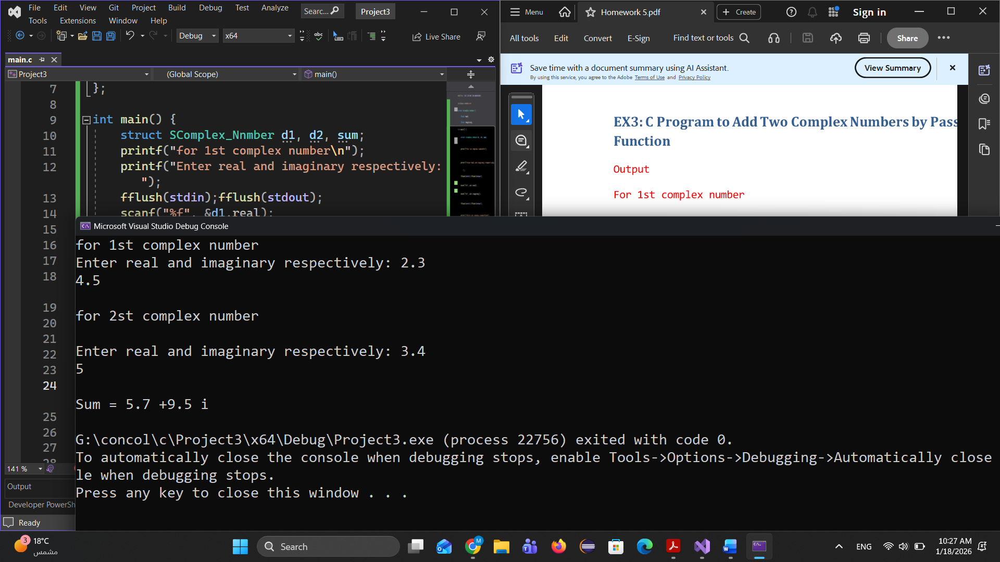 File Edit View Git Project Build Debug Test Analyze Searc... Project3
Tools Extensions Window Help
Debug x64 abc Live Share
main.c
Project3 (Global Scope) main()
7 };
8
9 int main() {
10 struct SComplex_Nnmber d1, d2, sum;
11 printf("for 1st complex number\n");
12 printf("Enter real and imaginary respectively:
");
13 fflush(stdin);fflush(stdout);
14 scanf("%f", &d1.real);
15
16
17
18
19
20
21
22
23
24
25
26
27
28
141 %
Output
Developer PowerSh
Ready
Menu Homework 5.pdf + Create Sign in
All tools Edit Convert E-Sign Find text or tools Share
Save time with a document summary using AI Assistant.
By using this service, you agree to the Adobe Terms of Use and Privacy Policy
View Summary
EX3: C Program to Add Two Complex Numbers by Pass
Function
Output
For 1st complex number
Microsoft Visual Studio Debug Console
for 1st complex number
Enter real and imaginary respectively: 2.3
4.5
for 2st complex number
Enter real and imaginary respectively: 3.4
5
Sum = 5.7 +9.5 i
G:\concol\c\Project3\x64\Debug\Project3.exe (process 22756) exited with code 0.
To automatically close the console when debugging stops, enable Tools->Options->Debugging->Automatically close
le when debugging stops.
Press any key to close this window . . .
3 18°C
مشمس
Search
M
ENG
10:27 AM
1/18/2026